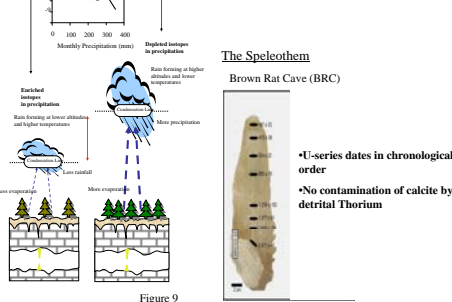 0 100 200 300 400
Monthly Precipitation (mm)
Depleted isotopes
in precipitation
Rain forming at higher
altitudes and lower
temperatures
Enriched
isotopes
in precipitation
Rain forming at lower altitudes
and higher temperatures
Condensation
More precipitation
Condensation
Less rainfall
ess evaporation
More evaporation
Figure 9
The Speleothem
Brown Rat Cave (BRC)
•U-series dates in chronological
order
•No contamination of calcite by
detrital Thorium